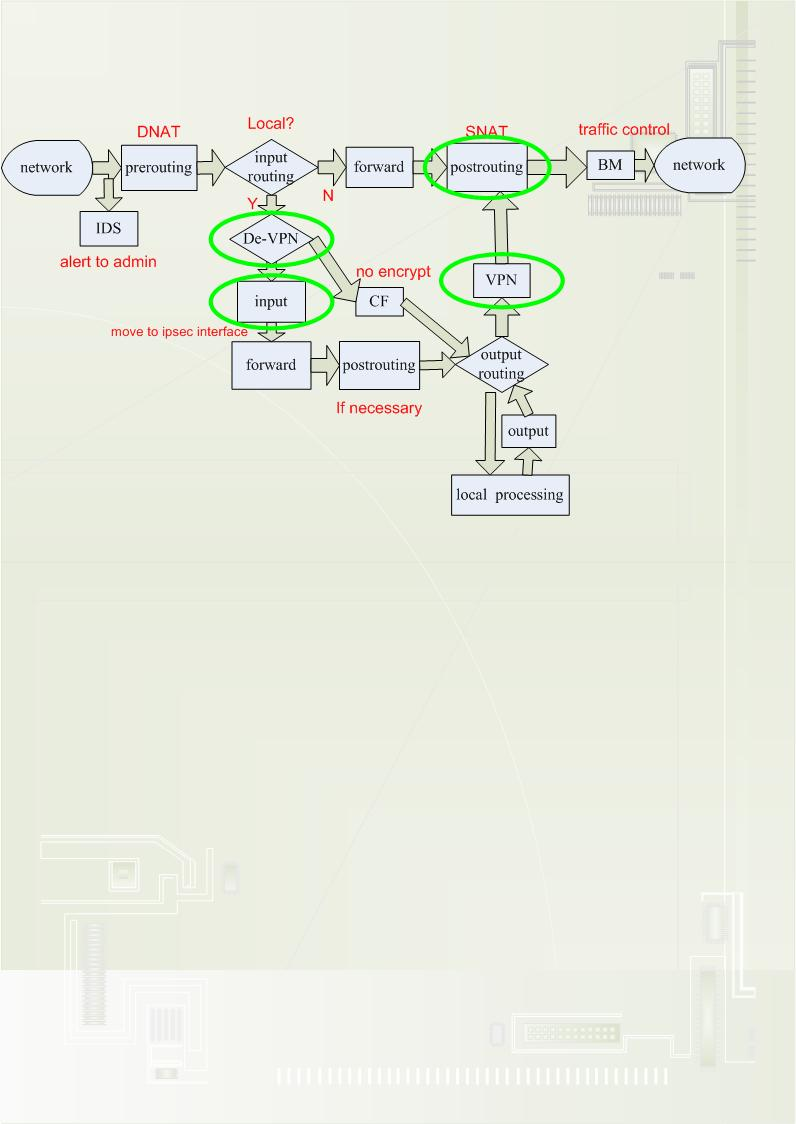 DNAT
Local?
SNAT
traffic control
network
prerouting
input
routing
forward
postrouting
BM
network
N
Y
IDS
alert to admin
De-VPN
no encrypt
VPN
input
CF
move to ipsec interface
forward
postrouting
output
routing
If necessary
output
local processing